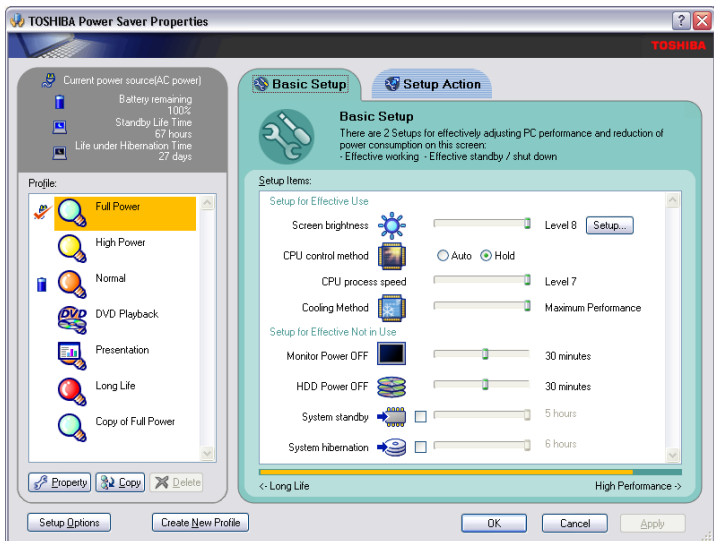 TOSHIBA Power Saver Properties
TOSHIBA
Current power source(AC power)
Battery remaining
100%
Standby Life Time
67 hours
Life under Hibernation Time
27 days
Profile:
Full Power
High Power
Normal
DVD
DVD Playback
Presentation
Long Life
Copy of Full Power
Property
Copy
Delete
Basic Setup
Setup Action
Basic Setup
There are 2 Setups for effectively adjusting PC performance and reduction of
power consumption on this screen:
- Effective working - Effective standby / shut down
Setup Items:
Setup for Effective Use
Screen brightness
Level 8
Setup...
CPU control method
Auto
Hold
CPU process speed
Level 7
Cooling Method
Maximum Performance
Setup for Effective Not in Use
Monitor Power OFF
30 minutes
HDD Power OFF
30 minutes
System standby
5 hours
System hibernation
6 hours
<- Long Life
High Performance ->
Setup Options
Create New Profile
OK
Cancel
Apply